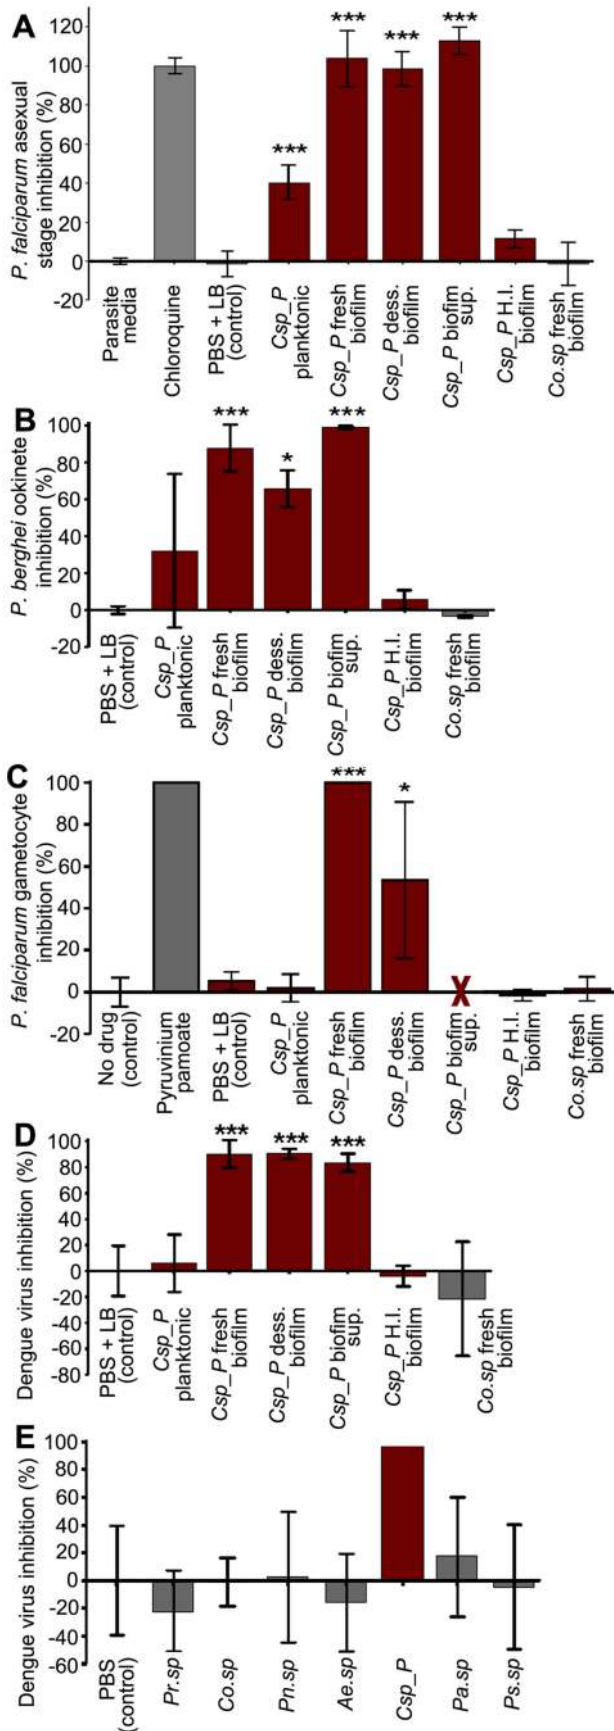 A
P. falciparum asexual
stage inhibition (%)
120
100
80
60
40
20
0
-20
***
***
***
***
Parasite
media
Chloroquine
PBS + LB
(control)
Csp_P
planktonic
Csp_P fresh
biofilm
Csp_P dess.
biofilm
Csp_P biofim
sup.
Csp_P H.I.
biofilm
Co.sp fresh
biofilm
B
P. berghei ookinete
inhibition (%)
100
80
60
40
20
0
-20
***
*
***
PBS + LB
(control)
Csp_P
planktonic
Csp_P fresh
biofilm
Csp_P dess.
biofilm
Csp_P biofim
sup.
Csp_P H.I.
biofilm
Co.sp fresh
biofilm
C
P. falciparum gametocyte
inhibition (%)
100
80
60
40
20
0
-20
***
*
X
No drug
(control)
Pyruvinium
pamoate
PBS + LB
(control)
Csp_P
planktonic
Csp_P fresh
biofilm
Csp_P dess.
biofilm
Csp_P biofim
sup.
Csp_P H.I.
biofilm
Co.sp fresh
biofilm
D
Dengue virus inhibition (%)
100
80
60
40
20
0
-20
-40
-60
-80
***
***
***
PBS + LB
(control)
Csp_P
planktonic
Csp_P fresh
biofilm
Csp_P dess.
biofilm
Csp_P biofim
sup.
Csp_P H.I.
biofilm
Co.sp fresh
biofilm
E
Dengue virus inhibition (%)
100
80
60
40
20
0
-20
-40
-60
PBS
(control)
Pr.sp
Co.sp
Pn.sp
Ae.sp
Csp_P
Pa.sp
Ps.sp